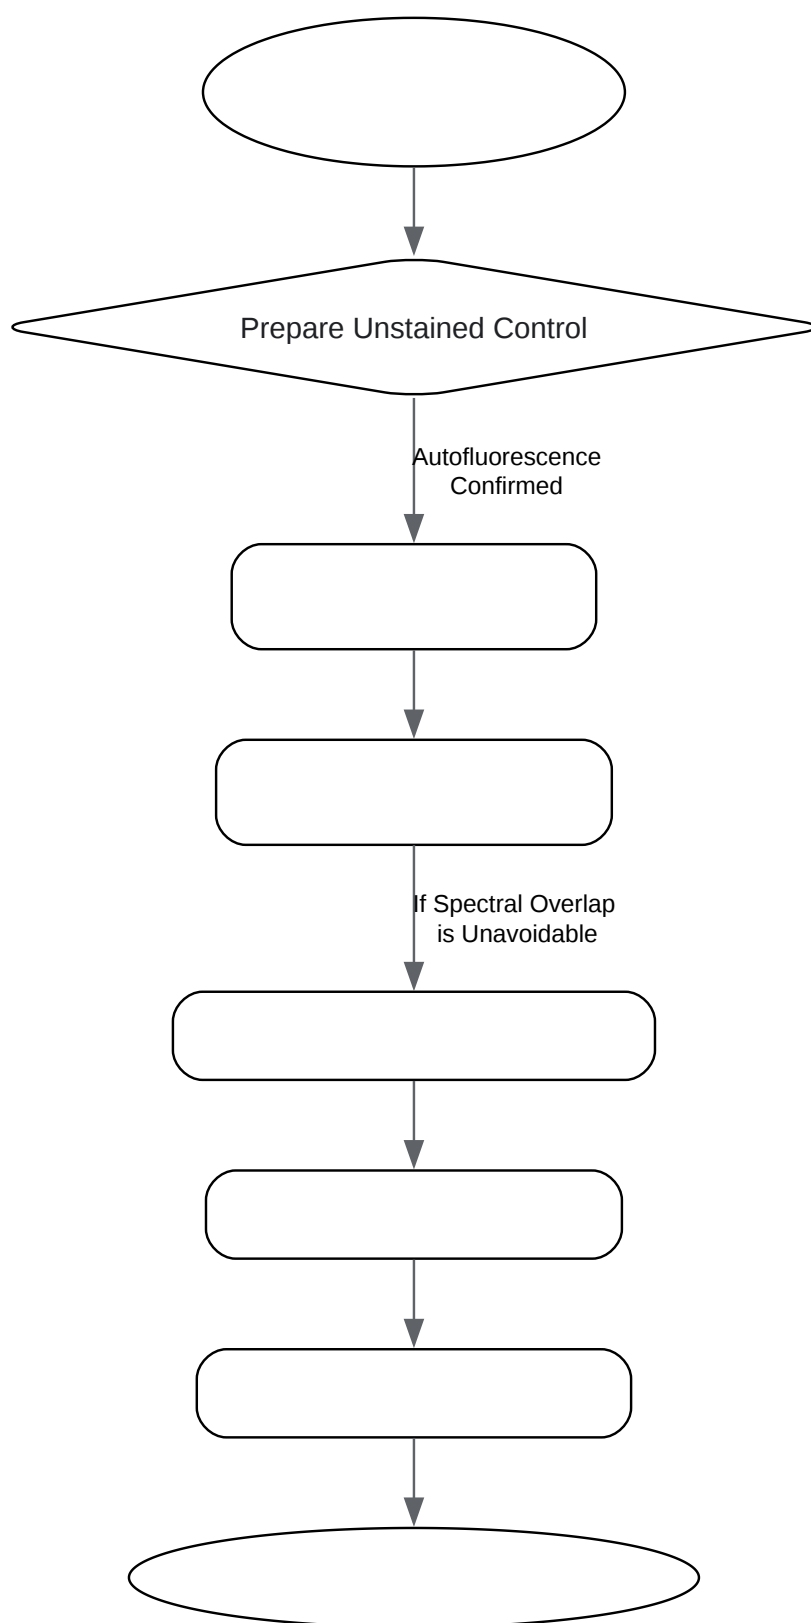 Prepare Unstained Control
Autofluorescence
Confirmed
If Spectral Overlap
is Unavoidable